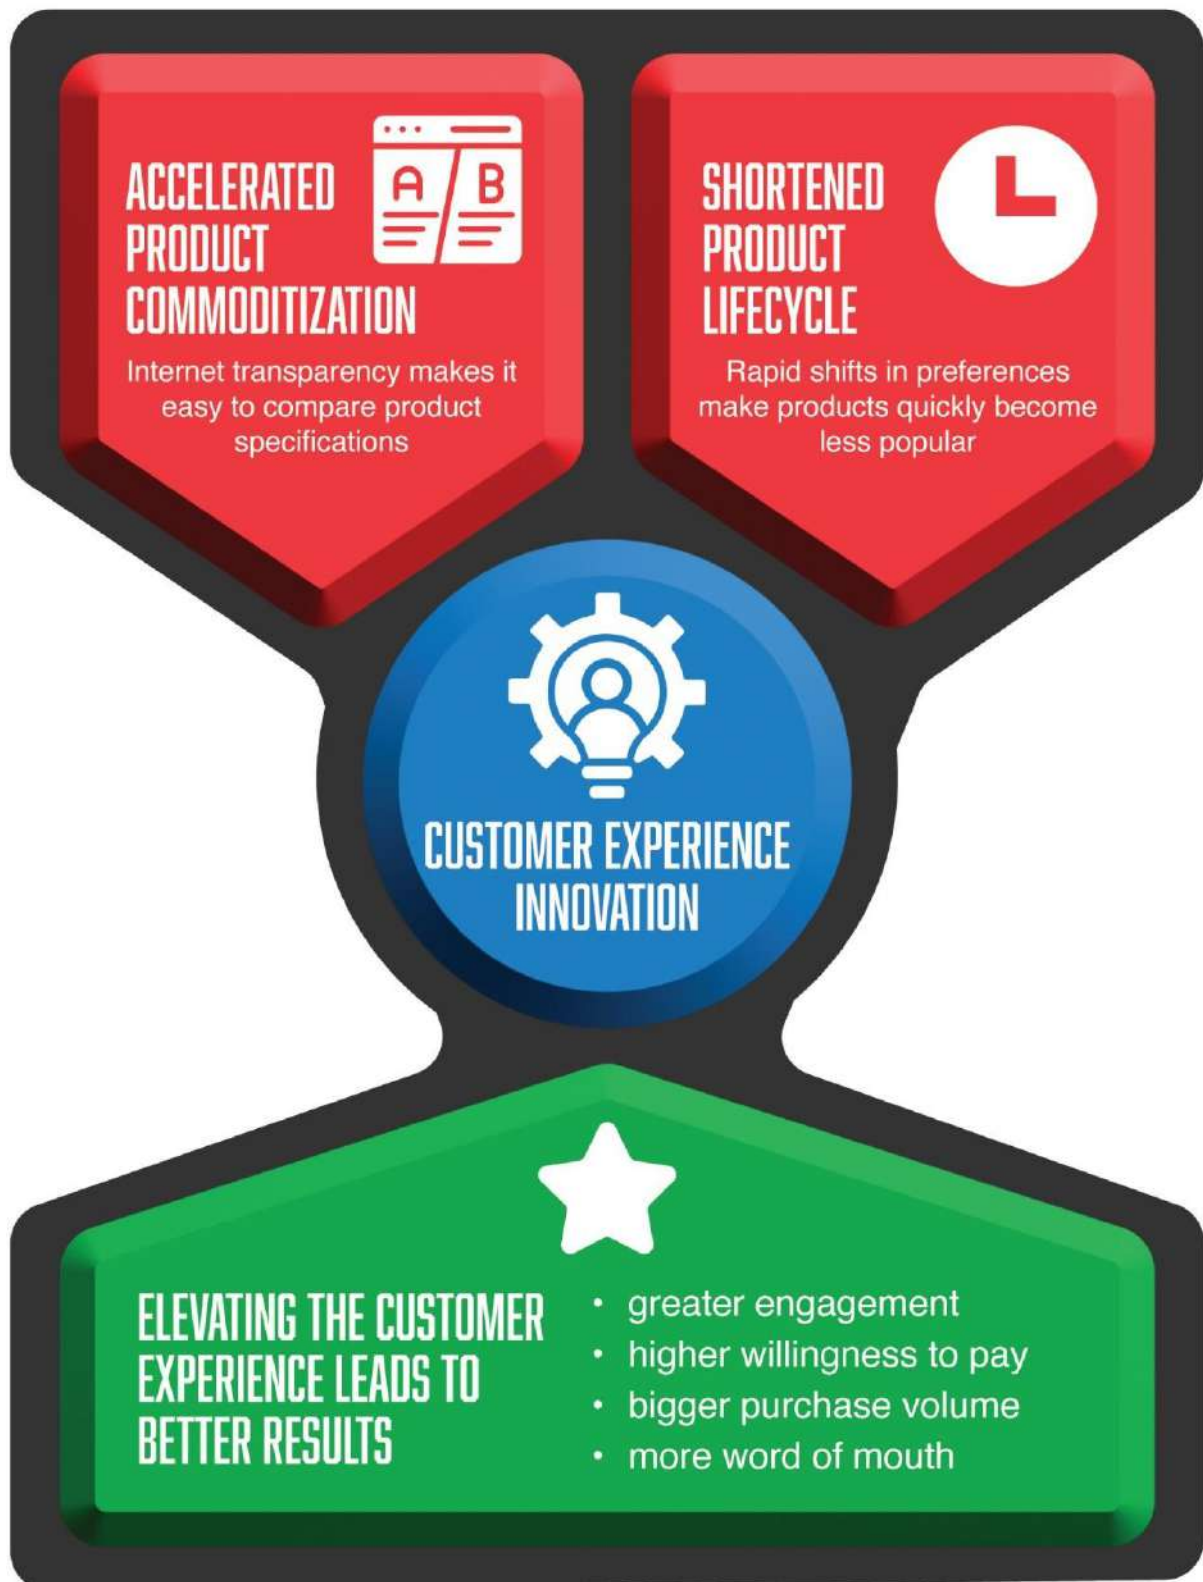 ACCELERATED
PRODUCT
COMMODITIZATION
A B
Internet transparency makes it
easy to compare product
specifications
SHORTENED
PRODUCT
LIFECYCLE
Rapid shifts in preferences
make products quickly become
less popular
CUSTOMER EXPERIENCE
INNOVATION
ELEVATING THE CUSTOMER
EXPERIENCE LEADS TO
BETTER RESULTS
• greater engagement
• higher willingness to pay
• bigger purchase volume
• more word of mouth